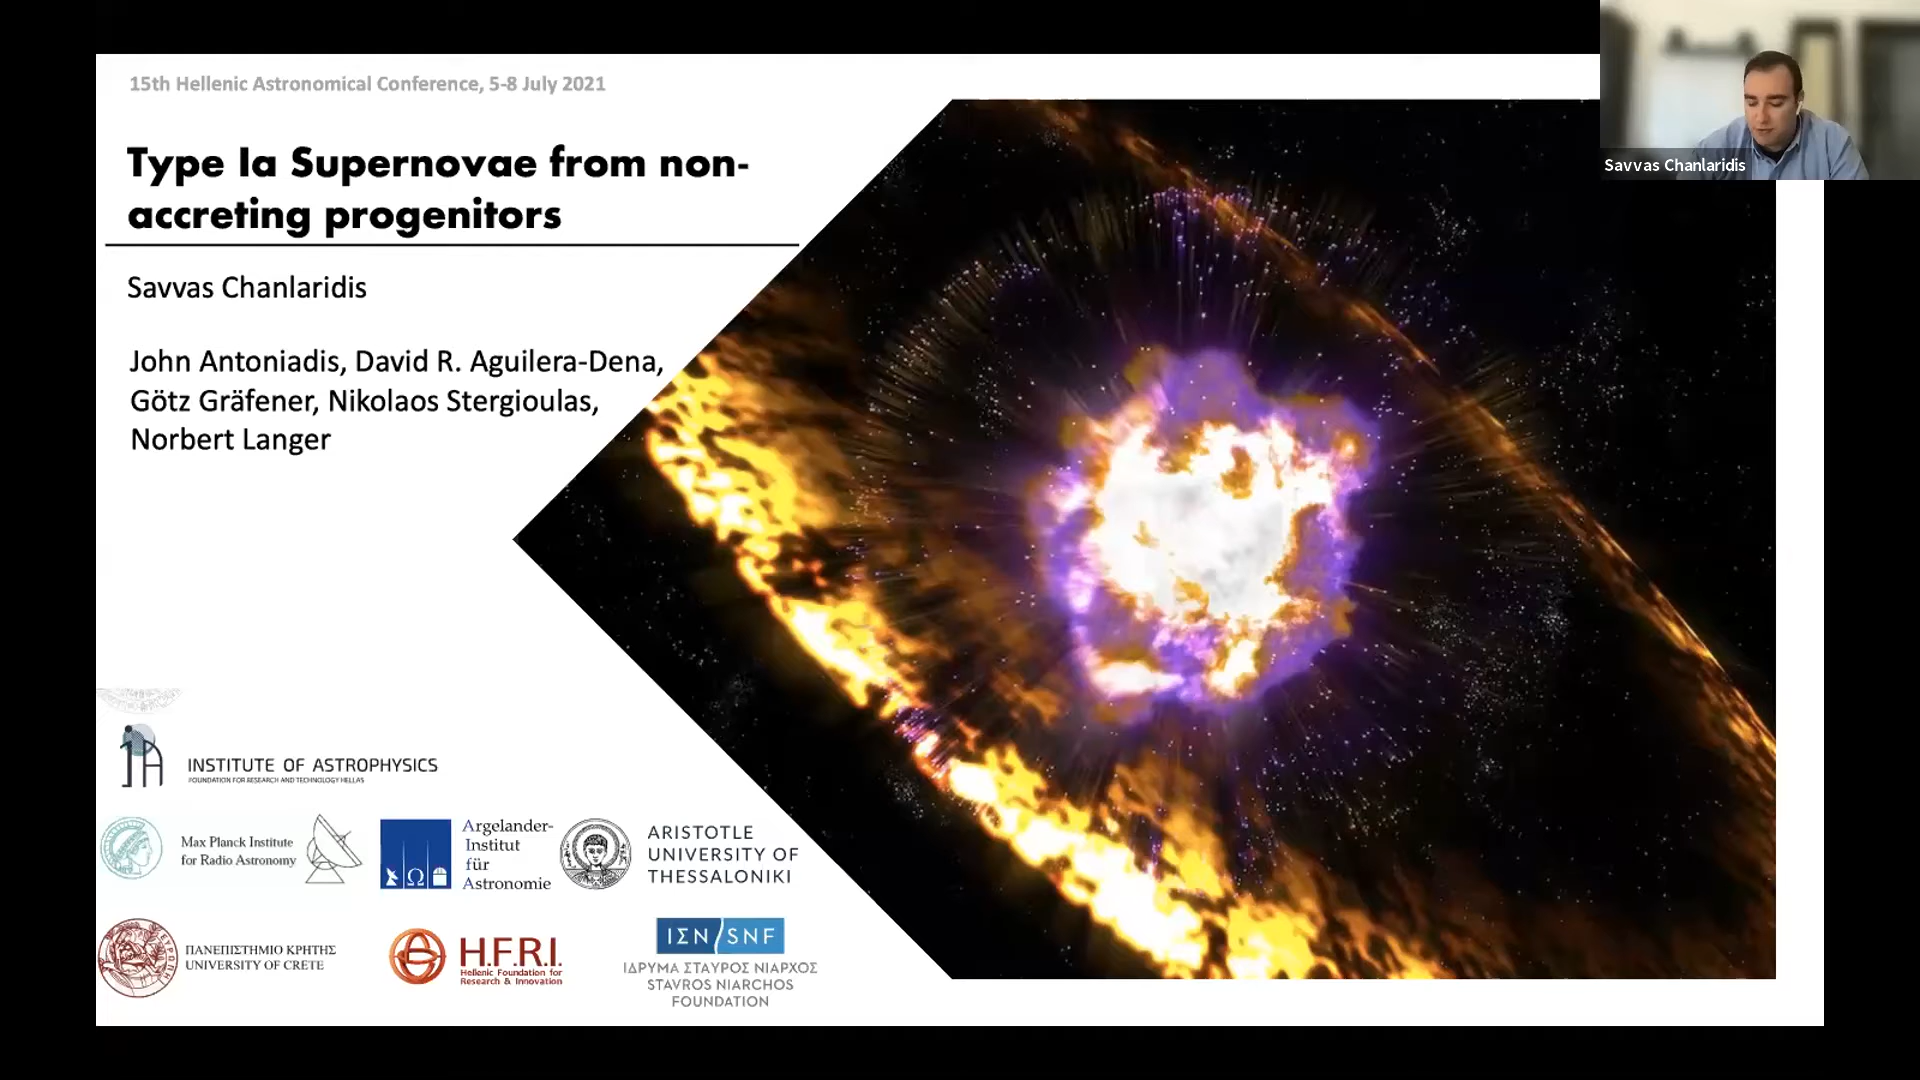 15th Hellenic Astronomical Conference, 5-8 July 2021
Type Ia Supernovae from non-
accreting progenitors
Savvas Chanlaridis
John Antoniadis, David R. Aguilera-Dena,
Götz Gräfener, Nikolaos Stergioulas,
Norbert Langer
Savvas Chanlaridis
INSTITUTE OF ASTROPHYSICS
FOUNDATION FOR RESEARCH AND TECHNOLOGY HELLAS
Max Planck Institute
for Radio Astronomy
Argelander-
Institut
für
Astronomie
ARISTOTLE
UNIVERSITY OF
THESSALONIKI
ΠΑΝΕΠΙΣΤΗΜΙΟ ΚΡΗΤΗΣ
UNIVERSITY OF CRETE
H.F.R.I.
Hellenic Foundation for
Research & Innovation
ΙΣΝ/SNF
ΙΔΡΥΜΑ ΣΤΑΥΡΟΣ ΝΙΑΡΧΟΣ
STAVROS NIARCHOS
FOUNDATION